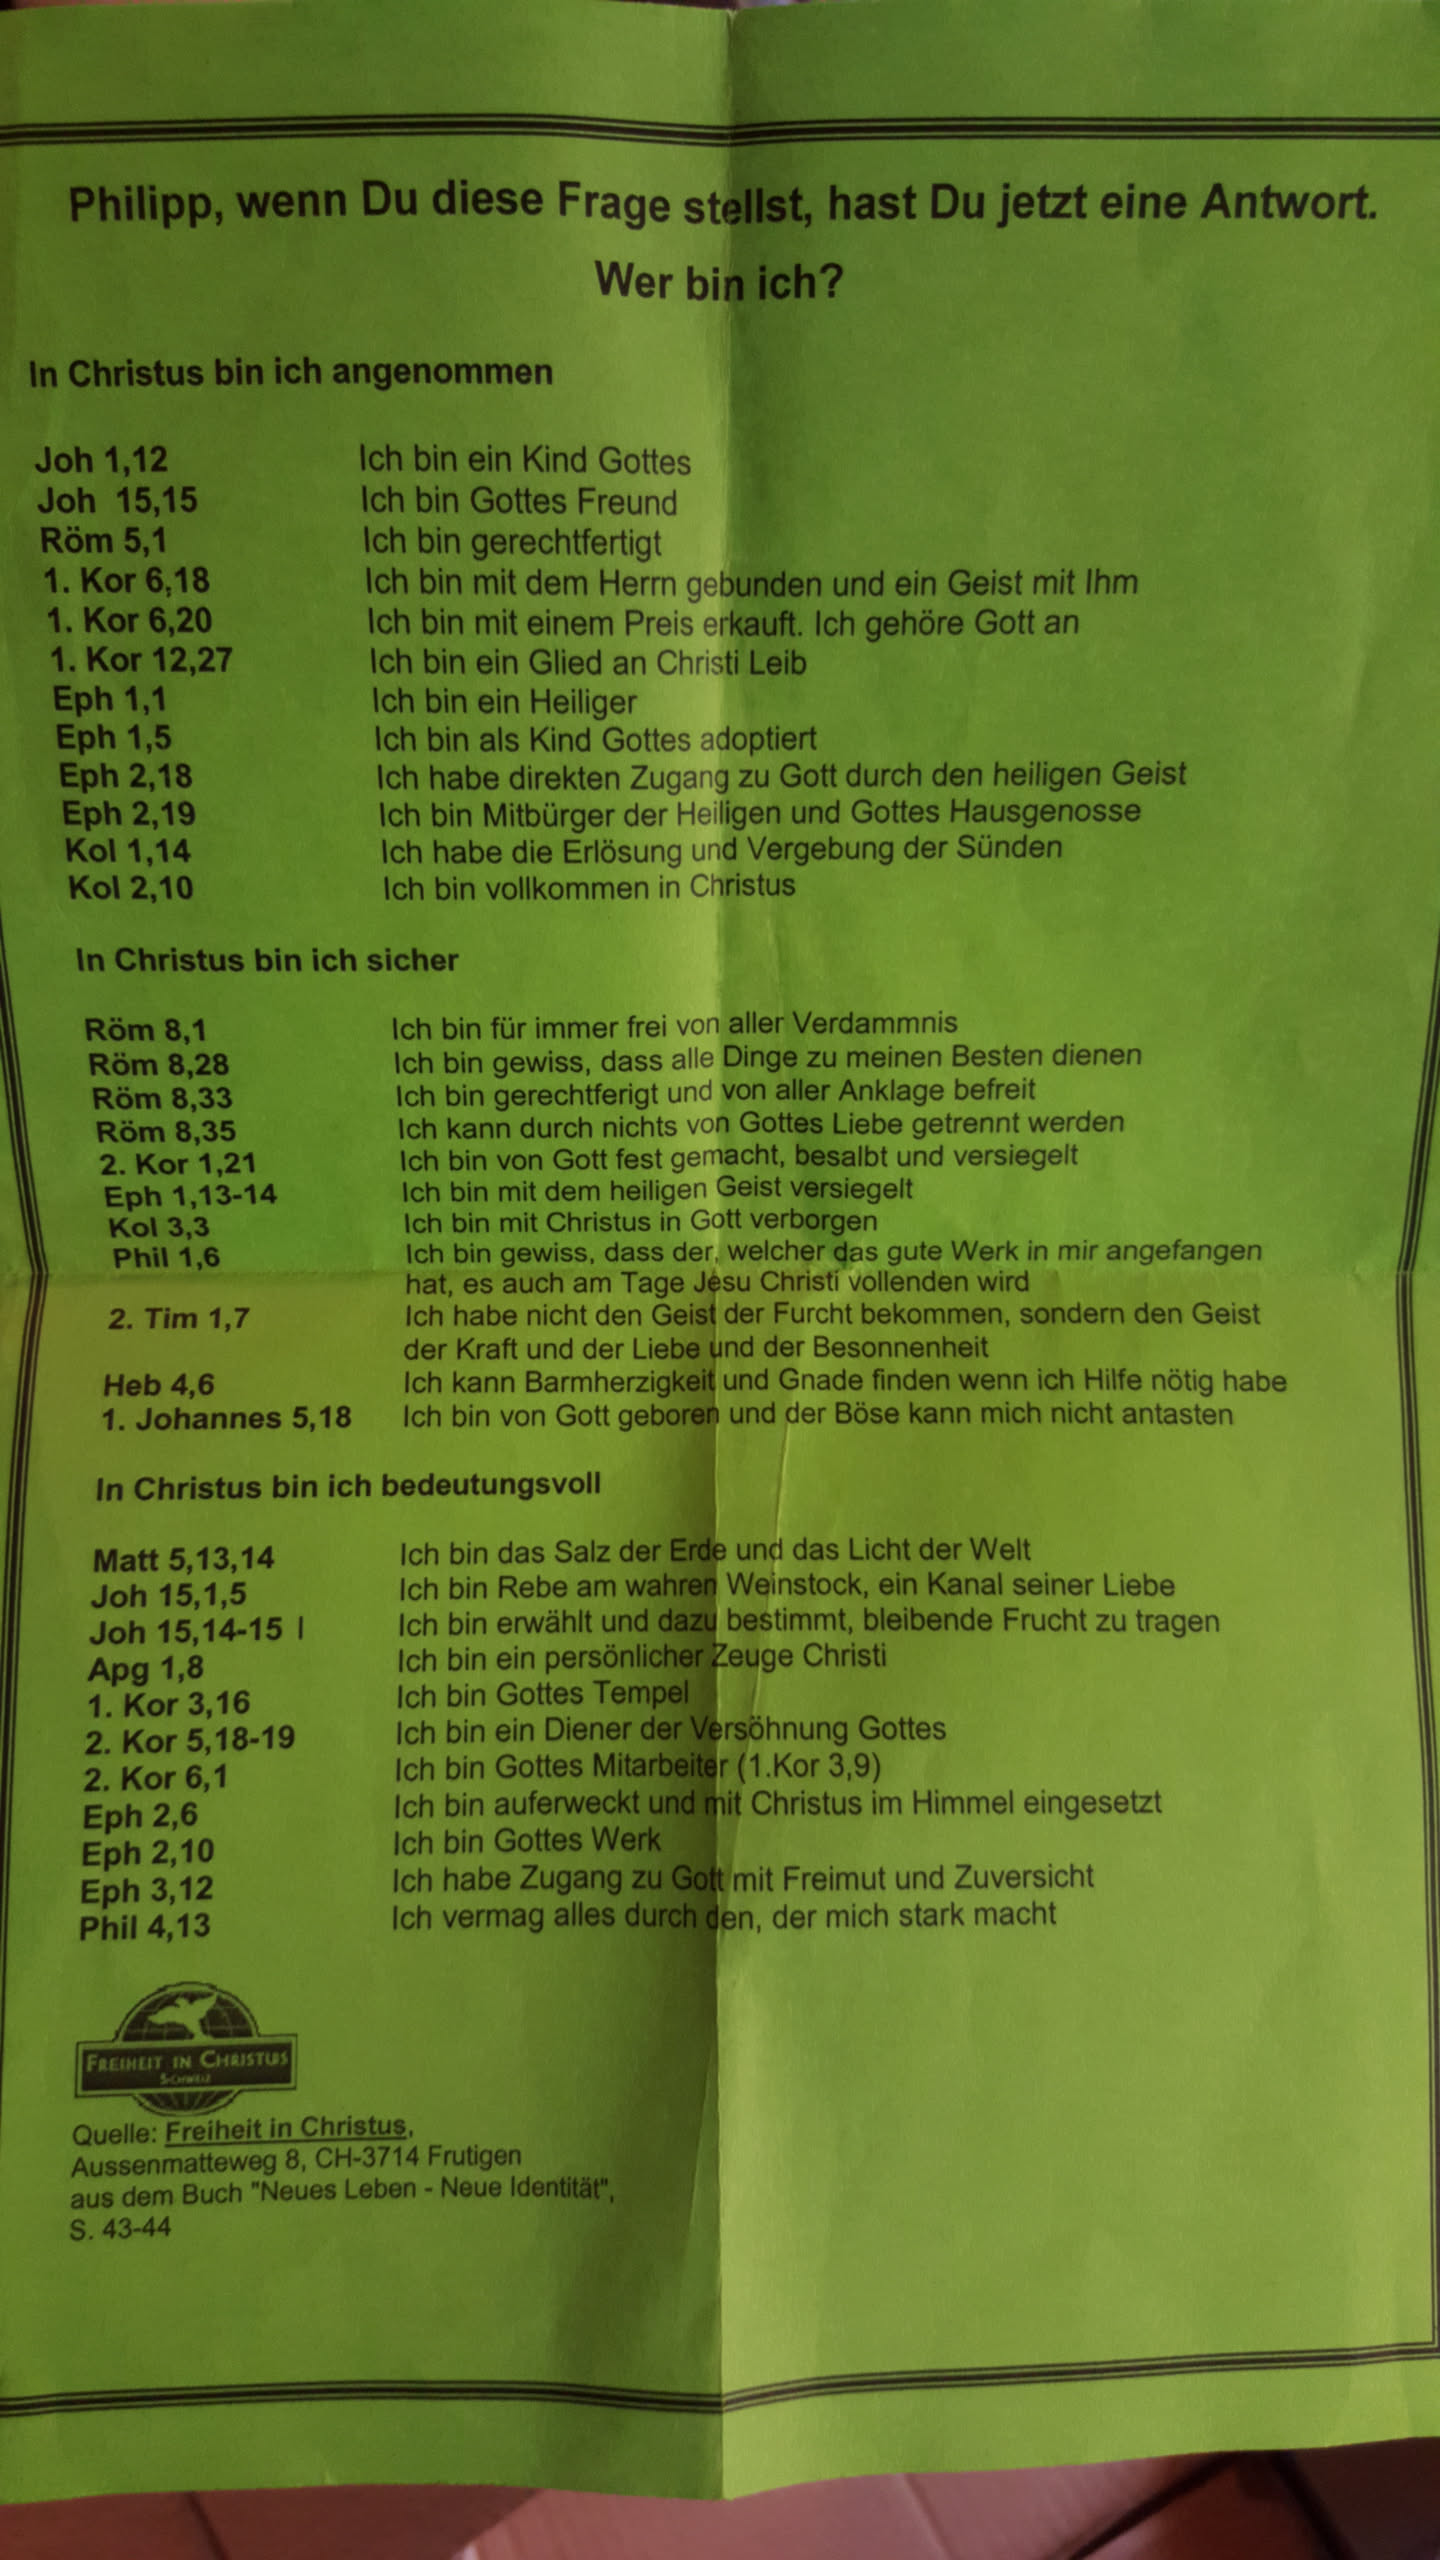 Philipp, wenn Du diese Frage stellst, hast Du jetzt eine Antwort.
Wer bin ich?
In Christus bin ich angenommen
Joh 1,12 Ich bin ein Kind Gottes
Joh 15,15 Ich bin Gottes Freund
Röm 5,1 Ich bin gerechtfertigt
1. Kor 6,18 Ich bin mit dem Herrn gebunden und ein Geist mit Ihm
1. Kor 6,20 Ich bin mit einem Preis erkauft. Ich gehöre Gott an
1. Kor 12,27 Ich bin ein Glied an Christi Leib
Eph 1,1 Ich bin ein Heiliger
Eph 1,5 Ich bin als Kind Gottes adoptiert
Eph 2,18 Ich habe direkten Zugang zu Gott durch den heiligen Geist
Eph 2,19 Ich bin Mitbürger der Heiligen und Gottes Hausgenosse
Kol 1,14 Ich habe die Erlösung und Vergebung der Sünden
Kol 2,10 Ich bin vollkommen in Christus
In Christus bin ich sicher
Röm 8,1 Ich bin für immer frei von aller Verdammnis
Röm 8,28 Ich bin gewiss, dass alle Dinge zu meinen Besten dienen
Röm 8,33 Ich bin gerechtferigt und von aller Anklage befreit
Röm 8,35 Ich kann durch nichts von Gottes Liebe getrennt werden
2. Kor 1,21 Ich bin von Gott fest gemacht, besalbt und versiegelt
Eph 1,13-14 Ich bin mit dem heiligen Geist versiegelt
Kol 3,3 Ich bin mit Christus in Gott verborgen
Phil 1,6 Ich bin gewiss, dass der, welcher das gute Werk in mir angefangen
hat, es auch am Tage Jesu Christi vollenden wird
2. Tim 1,7 Ich habe nicht den Geist der Furcht bekommen, sondern den Geist
der Kraft und der Liebe und der Besonnenheit
Heb 4,6 Ich kann Barmherzigkeit und Gnade finden wenn ich Hilfe nötig habe
1. Johannes 5,18 Ich bin von Gott geboren und der Böse kann mich nicht antasten
In Christus bin ich bedeutungsvoll
Matt 5,13,14 Ich bin das Salz der Erde und das Licht der Welt
Joh 15,1,5 Ich bin Rebe am wahren Weinstock, ein Kanal seiner Liebe
Joh 15,14-15 I Ich bin erwählt und dazu bestimmt, bleibende Frucht zu tragen
Apg 1,8 Ich bin ein persönlicher Zeuge Christi
1. Kor 3,16 Ich bin Gottes Tempel
2. Kor 5,18-19 Ich bin ein Diener der Versöhnung Gottes
2. Kor 6,1 Ich bin Gottes Mitarbeiter (1.Kor 3,9)
Eph 2,6 Ich bin auferweckt und mit Christus im Himmel eingesetzt
Eph 2,10 Ich bin Gottes Werk
Eph 3,12 Ich habe Zugang zu Gott mit Freimut und Zuversicht
Phil 4,13 Ich vermag alles durch den, der mich stark macht
FREIHEIT IN CHRISTUS
SCHWEIZ
Quelle: Freiheit in Christus,
Aussenmatteweg 8, CH-3714 Frutigen
aus dem Buch "Neues Leben - Neue Identität",
S. 43-44